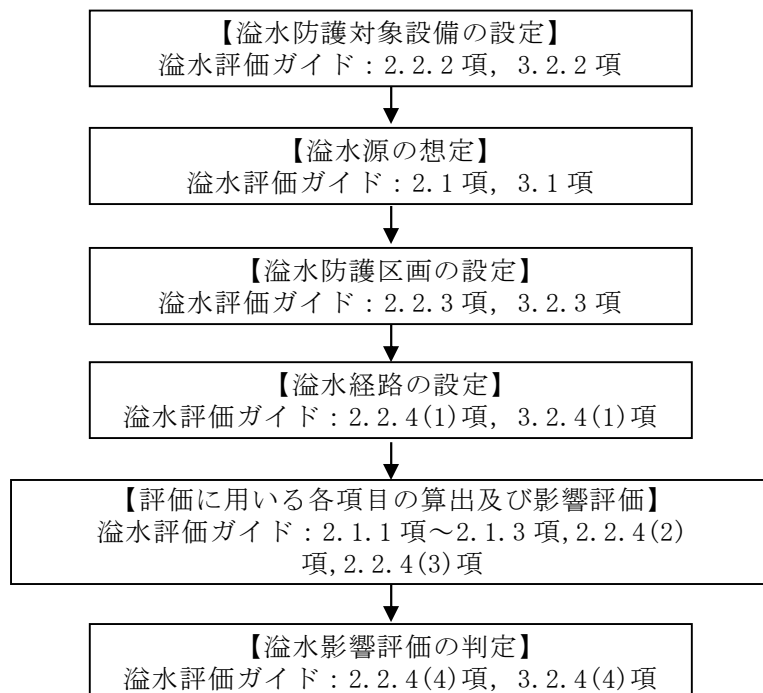 【溢水防護対象設備の設定】
溢水評価ガイド：2.2.2 項, 3.2.2 項
【溢水源の想定】
溢水評価ガイド：2.1 項, 3.1 項
【溢水防護区画の設定】
溢水評価ガイド：2.2.3 項, 3.2.3 項
【溢水経路の設定】
溢水評価ガイド：2.2.4(1)項, 3.2.4(1)項
【評価に用いる各項目の算出及び影響評価】
溢水評価ガイド：2.1.1 項～2.1.3 項,2.2.4(2)
項,2.2.4(3)項
【溢水影響評価の判定】
溢水評価ガイド：2.2.4(4)項, 3.2.4(4)項